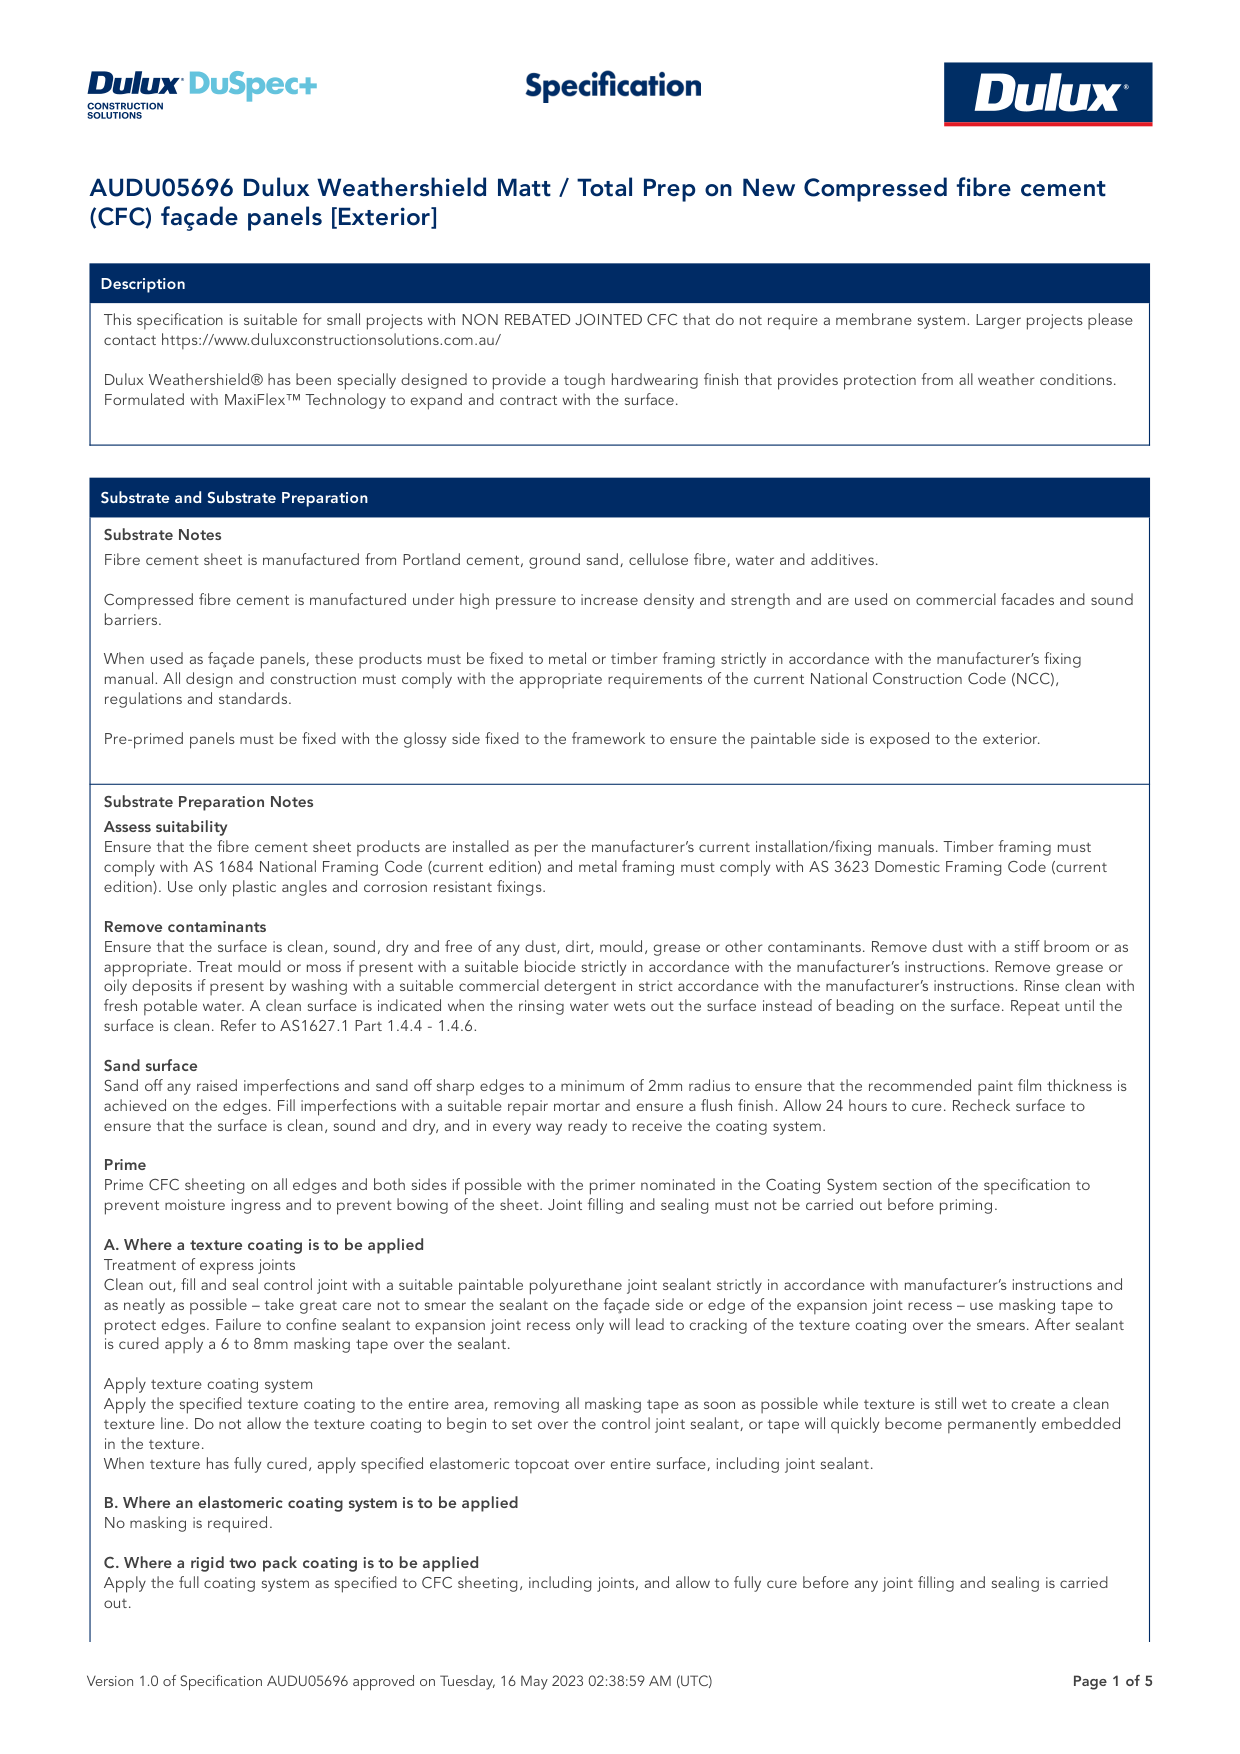 Dulux DuSpec+
CONSTRUCTION
SOLUTIONS
Specification
Dulux®
AUDU05696 Dulux Weathershield Matt / Total Prep on New Compressed fibre cement
(CFC) façade panels [Exterior]
Description
This specification is suitable for small projects with NON REBATED JOINTED CFC that do not require a membrane system. Larger projects please
contact https://www.duluxconstructionsolutions.com.au/
Dulux Weathershield® has been specially designed to provide a tough hardwearing finish that provides protection from all weather conditions.
Formulated with MaxiFlex™ Technology to expand and contract with the surface.
Substrate and Substrate Preparation
Substrate Notes
Fibre cement sheet is manufactured from Portland cement, ground sand, cellulose fibre, water and additives.
Compressed fibre cement is manufactured under high pressure to increase density and strength and are used on commercial facades and sound
barriers.
When used as façade panels, these products must be fixed to metal or timber framing strictly in accordance with the manufacturer’s fixing
manual. All design and construction must comply with the appropriate requirements of the current National Construction Code (NCC),
regulations and standards.
Pre-primed panels must be fixed with the glossy side fixed to the framework to ensure the paintable side is exposed to the exterior.
Substrate Preparation Notes
Assess suitability
Ensure that the fibre cement sheet products are installed as per the manufacturer’s current installation/fixing manuals. Timber framing must
comply with AS 1684 National Framing Code (current edition) and metal framing must comply with AS 3623 Domestic Framing Code (current
edition). Use only plastic angles and corrosion resistant fixings.
Remove contaminants
Ensure that the surface is clean, sound, dry and free of any dust, dirt, mould, grease or other contaminants. Remove dust with a stiff broom or as
appropriate. Treat mould or moss if present with a suitable biocide strictly in accordance with the manufacturer’s instructions. Remove grease or
oily deposits if present by washing with a suitable commercial detergent in strict accordance with the manufacturer’s instructions. Rinse clean with
fresh potable water. A clean surface is indicated when the rinsing water wets out the surface instead of beading on the surface. Repeat until the
surface is clean. Refer to AS1627.1 Part 1.4.4 - 1.4.6.
Sand surface
Sand off any raised imperfections and sand off sharp edges to a minimum of 2mm radius to ensure that the recommended paint film thickness is
achieved on the edges. Fill imperfections with a suitable repair mortar and ensure a flush finish. Allow 24 hours to cure. Recheck surface to
ensure that the surface is clean, sound and dry, and in every way ready to receive the coating system.
Prime
Prime CFC sheeting on all edges and both sides if possible with the primer nominated in the Coating System section of the specification to
prevent moisture ingress and to prevent bowing of the sheet. Joint filling and sealing must not be carried out before priming.
A. Where a texture coating is to be applied
Treatment of express joints
Clean out, fill and seal control joint with a suitable paintable polyurethane joint sealant strictly in accordance with manufacturer’s instructions and
as neatly as possible – take great care not to smear the sealant on the façade side or edge of the expansion joint recess – use masking tape to
protect edges. Failure to confine sealant to expansion joint recess only will lead to cracking of the texture coating over the smears. After sealant
is cured apply a 6 to 8mm masking tape over the sealant.
Apply texture coating system
Apply the specified texture coating to the entire area, removing all masking tape as soon as possible while texture is still wet to create a clean
texture line. Do not allow the texture coating to begin to set over the control joint sealant, or tape will quickly become permanently embedded
in the texture.
When texture has fully cured, apply specified elastomeric topcoat over entire surface, including joint sealant.
B. Where an elastomeric coating system is to be applied
No masking is required.
C. Where a rigid two pack coating is to be applied
Apply the full coating system as specified to CFC sheeting, including joints, and allow to fully cure before any joint filling and sealing is carried
out.
Version 1.0 of Specification AUDU05696 approved on Tuesday, 16 May 2023 02:38:59 AM (UTC)
Page 1 of 5